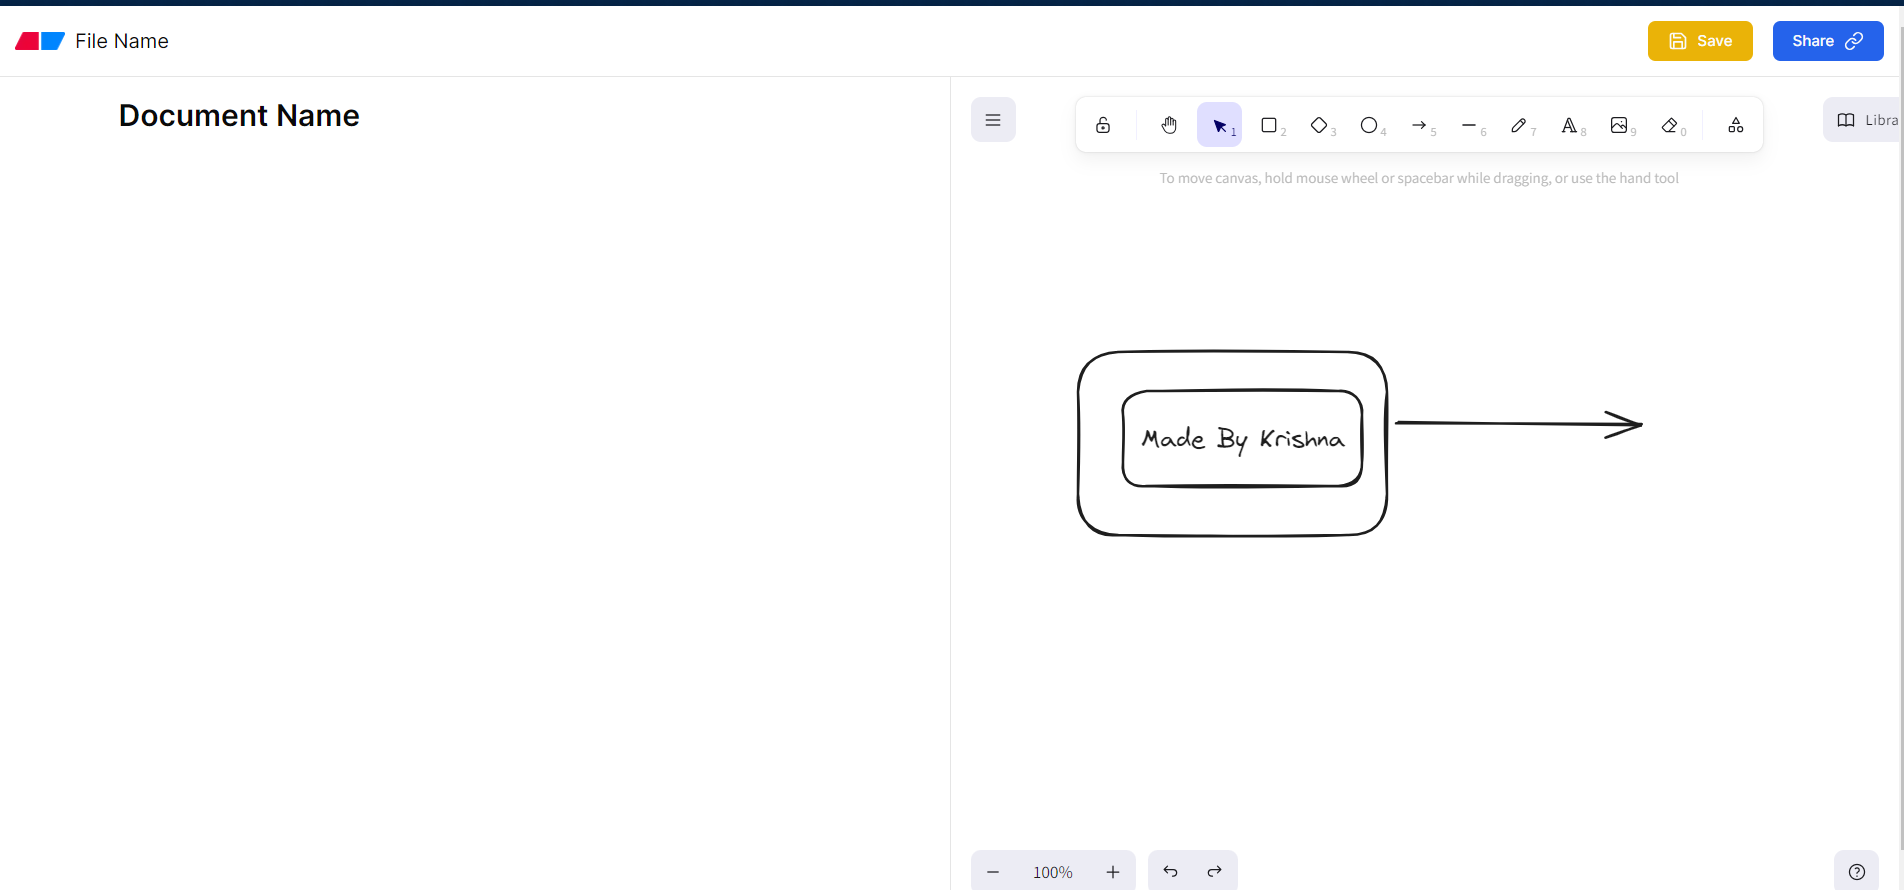 File Name
Save
Share
Document Name
1
2
3
4
5
6
7
8
9
0
Libra
To move canvas, hold mouse wheel or spacebar while dragging, or use the hand tool
Made By Krishna
100%